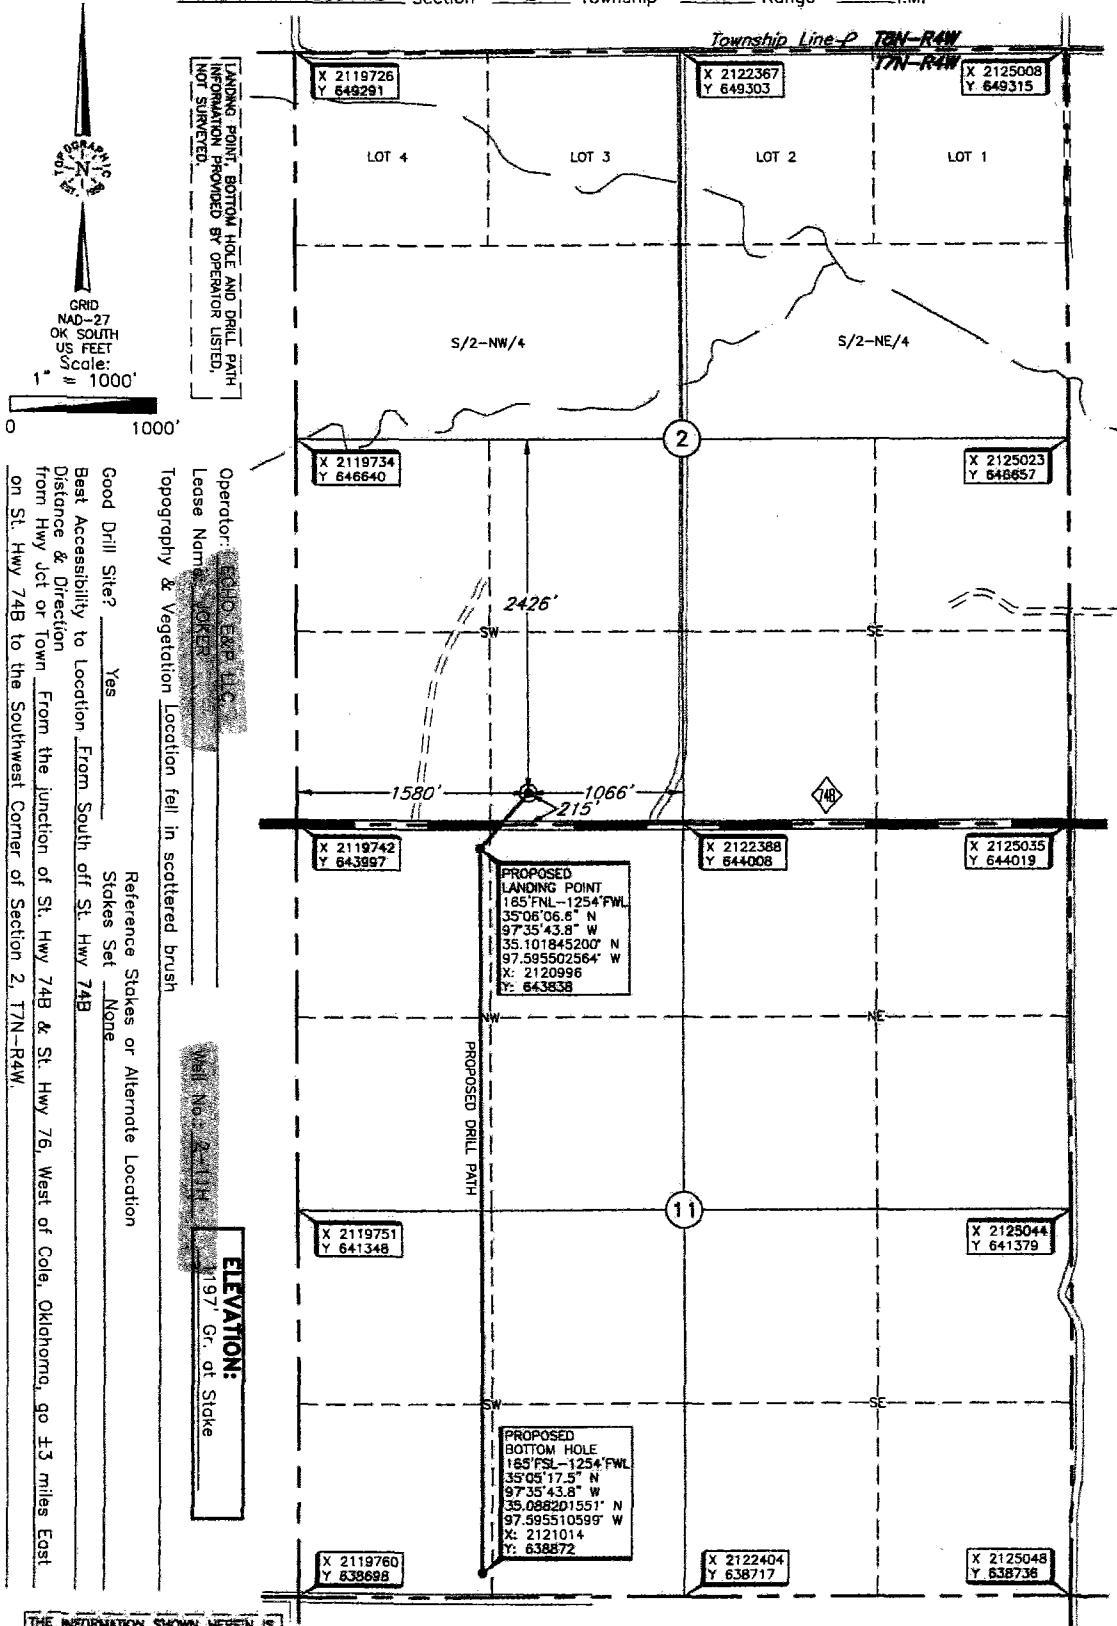 Section Township Range I.M.
Township Line T8N-R4W
T7N-R4W
X 2119726
Y 649291
X 2122367
Y 649303
X 2125008
Y 649315
LANDING POINT, BOTTOM HOLE AND DRILL PATH
INFORMATION PROVIDED BY OPERATOR LISTED,
NOT SURVEYED.
TOPOGRAPHIC
N
EST.
GRID
NAD-27
OK SOUTH
US FEET
Scale:
1" = 1000'
0 1000'
LOT 4
LOT 3
LOT 2
LOT 1
S/2-NW/4
S/2-NE/4
2
X 2119734
Y 646640
X 2125023
Y 646657
2426'
SW
SE
1580'
1066'
215'
74B
X 2119742
Y 643997
X 2122388
Y 644008
X 2125035
Y 644019
PROPOSED
LANDING POINT
165'FNL-1254'FWL
35°06'06.6" N
97°35'43.8" W
35.101845200° N
97.595502564° W
X: 2120996
Y: 643838
NW
NE
PROPOSED DRILL PATH
11
X 2119751
Y 641348
X 2125044
Y 641379
SW
SE
PROPOSED
BOTTOM HOLE
165'FSL-1254'FWL
35°05'17.5" N
97°35'43.8" W
35.088201551° N
97.595510599° W
X: 2121014
Y: 638872
X 2119760
Y 638698
X 2122404
Y 638717
X 2125048
Y 638736
Operator: ECHO E&P, LLC
Lease Name: JOKER Well No.: 2-11H
ELEVATION:
1197' Gr. at Stake
Topography & Vegetation Location fell in scattered brush
Reference Stakes or Alternate Location
Good Drill Site? Yes Stakes Set None
Best Accessibility to Location From South off St. Hwy 74B
Distance & Direction
from Hwy Jct or Town From the junction of St. Hwy 74B & St. Hwy 76, West of Cole, Oklahoma, go ±3 miles East
on St. Hwy 74B to the Southwest Corner of Section 2, T7N-R4W.
THE INFORMATION SHOWN HEREIN IS